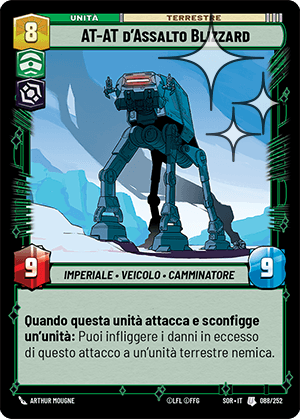 UNITÀ
TERRESTRE
8
AT-AT D'ASSALTO BLIZZARD
9
9
IMPERIALE • VEICOLO • CAMMINATORE
Quando questa unità attacca e sconfigge
un'unità: Puoi infliggere i danni in eccesso
di questo attacco a un'unità terrestre nemica.
ARTHUR MOUGNE
©LFL ©FFG
SOR • IT
088/252